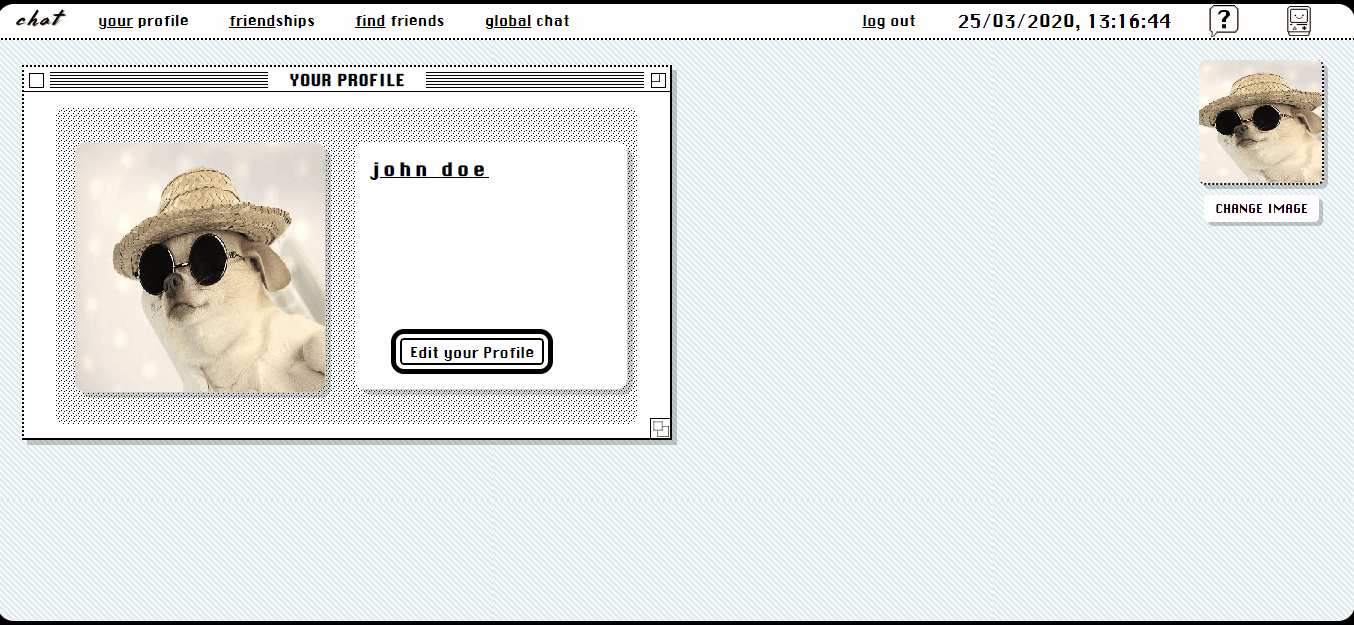 chat your profile friendships find friends global chat log out 25/03/2020, 13:16:44 ?
YOUR PROFILE
john doe
Edit your Profile
CHANGE IMAGE